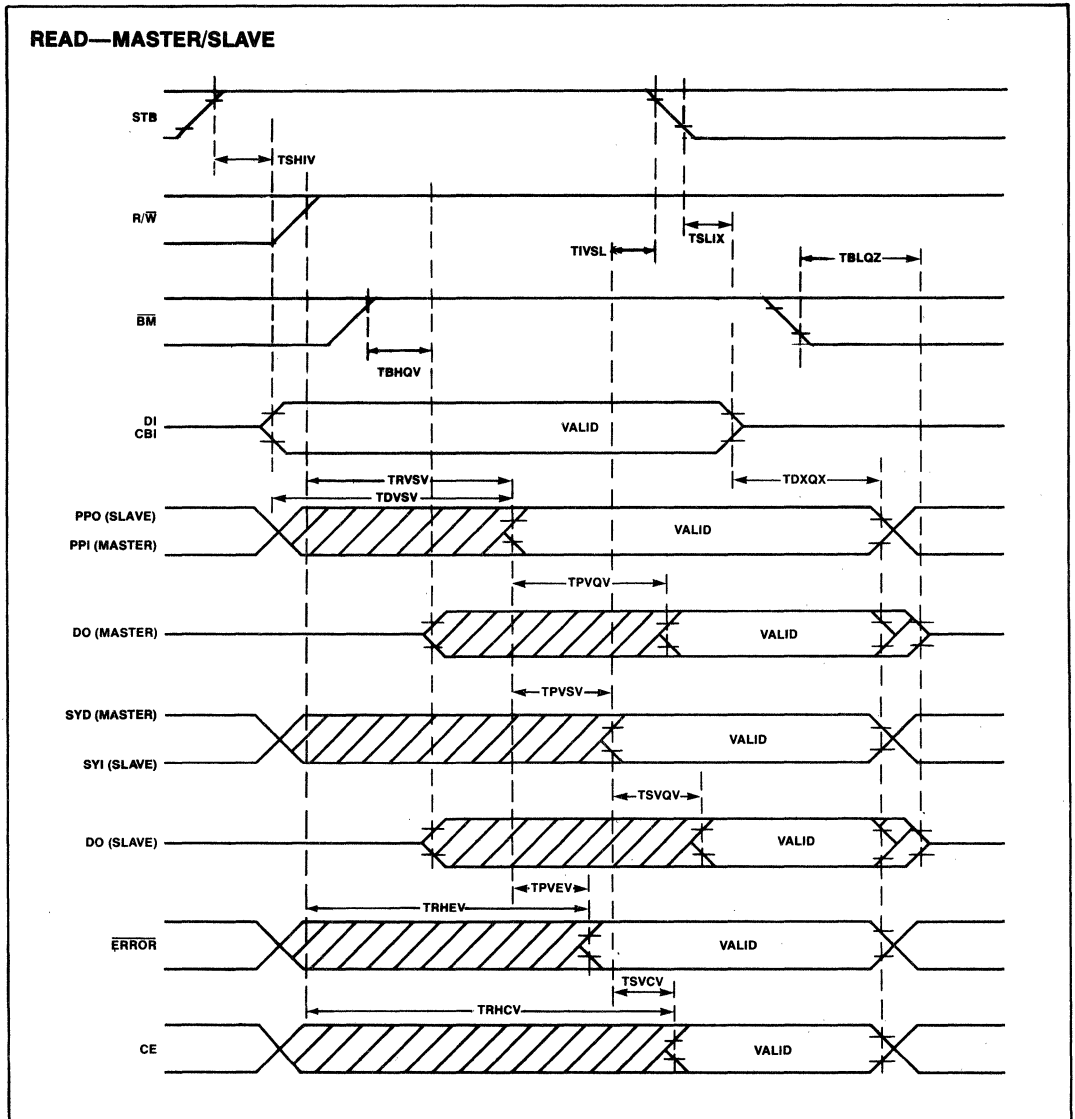 READ—MASTER/SLAVE
STB
TSHIV
R/W̅
TIVSL
TSLIX
TBLQZ
B̅M̅
TBHQV
DI
CBI
VALID
TRVSV
TDXQX
TDVSV
PPO (SLAVE)
VALID
PPI (MASTER)
TPVQV
DO (MASTER)
VALID
TPVSV
SYD (MASTER)
VALID
SYI (SLAVE)
TSVQV
DO (SLAVE)
VALID
TPVEV
TRHEV
E̅R̅R̅O̅R̅
VALID
TSVCV
TRHCV
CE
VALID